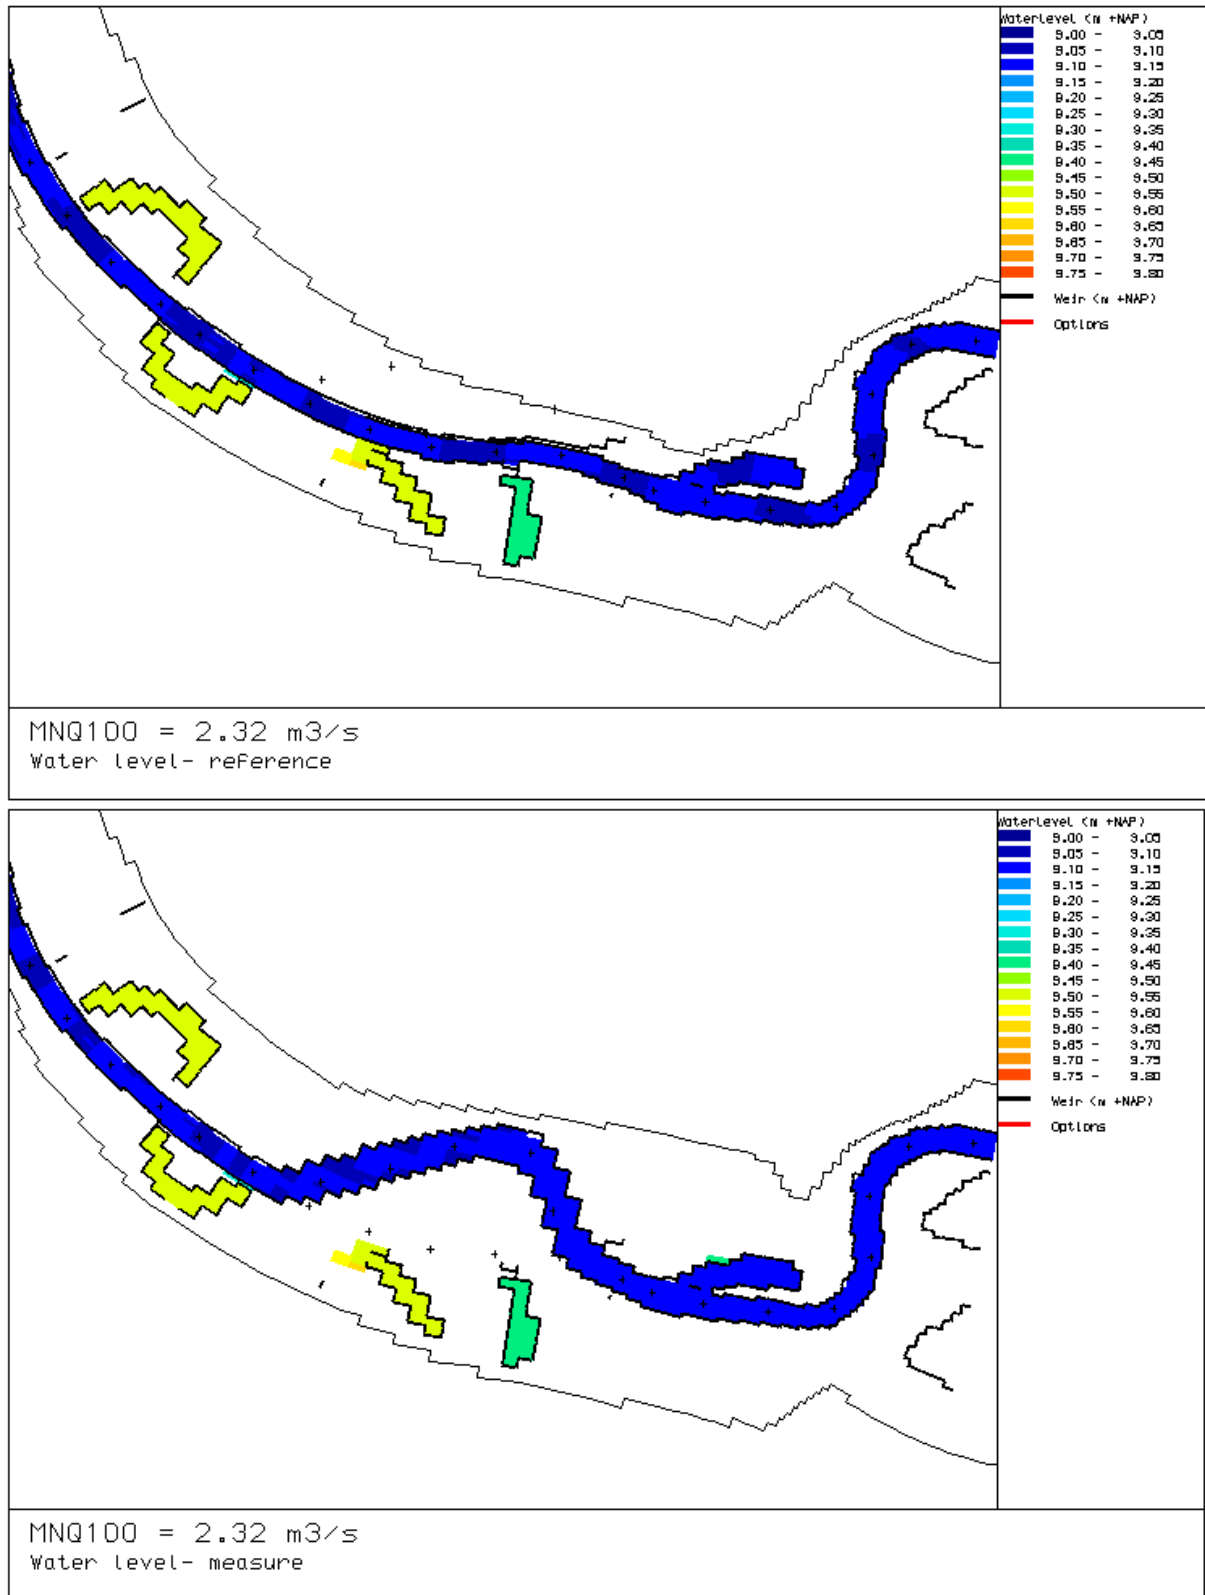 WaterLevel (m +NAP)
9.00 - 9.05
9.05 - 9.10
9.10 - 9.15
9.15 - 9.20
9.20 - 9.25
9.25 - 9.30
9.30 - 9.35
9.35 - 9.40
9.40 - 9.45
9.45 - 9.50
9.50 - 9.55
9.55 - 9.60
9.60 - 9.65
9.65 - 9.70
9.70 - 9.75
9.75 - 9.80
Weir (m +NAP)
Options
MNQ100 = 2.32 m3/s
Water level- reference
WaterLevel (m +NAP)
9.00 - 9.05
9.05 - 9.10
9.10 - 9.15
9.15 - 9.20
9.20 - 9.25
9.25 - 9.30
9.30 - 9.35
9.35 - 9.40
9.40 - 9.45
9.45 - 9.50
9.50 - 9.55
9.55 - 9.60
9.60 - 9.65
9.65 - 9.70
9.70 - 9.75
9.75 - 9.80
Weir (m +NAP)
Options
MNQ100 = 2.32 m3/s
Water level- measure